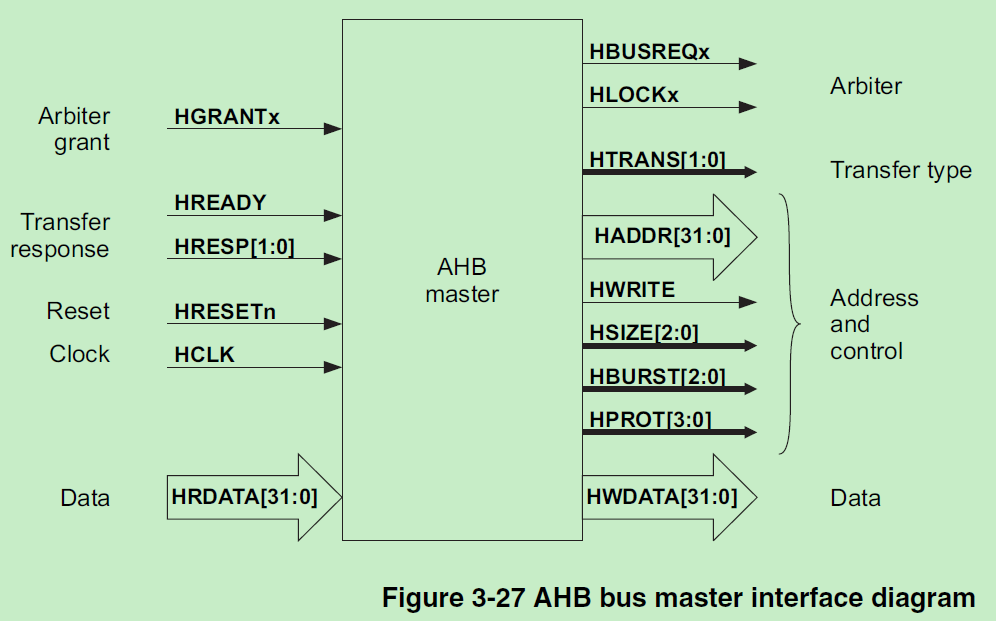 Arbiter
grant
HGRANTx
Transfer
response
HREADY
HRESP[1:0]
Reset
HRESETn
Clock
HCLK
Data
HRDATA[31:0]
AHB
master
HBUSREQx
HLOCKx
Arbiter
HTRANS[1:0]
Transfer type
HADDR[31:0]
HWRITE
HSIZE[2:0]
HBURST[2:0]
HPROT[3:0]
Address
and
control
HWDATA[31:0]
Data
Figure 3-27 AHB bus master interface diagram